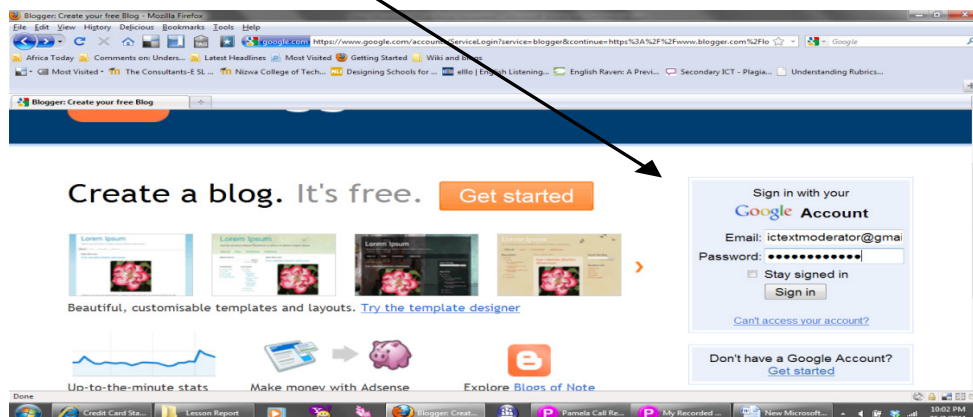 Blogger: Create your free Blog - Mozilla Firefox
File Edit View History Delicious Bookmarks Tools Help
google.com https://www.google.com/accounts/ServiceLogin?service=blogger&continue=https%3A%2F%2Fwww.blogger.com%2Flo Google
Africa Today Comments on: Unders... Latest Headlines Most Visited Getting Started Wiki and blogs
Most Visited Tħ The Consultants-E SL ... Nizwa College of Tech... Designing Schools for ... elllo | English Listening... English Raven: A Previ... Secondary ICT - Plagia... Understanding Rubrics...
Blogger: Create your free Blog
Create a blog. It's free. Get started
Lorem Ipsum Lorem Ipsum Lorem Ipsum
Beautiful, customisable templates and layouts. Try the template designer
Up-to-the-minute stats Make money with Adsense Explore Blogs of Note
Sign in with your
Google Account
Email: ictextmoderator@gmai
Password:
Stay signed in
Sign in
Can't access your account?
Don't have a Google Account?
Get started
Done
Credit Card Sta... Lesson Report Blogger: Creat... Pamela Call Re... My Recorded ... New Microsoft... 10:02 PM